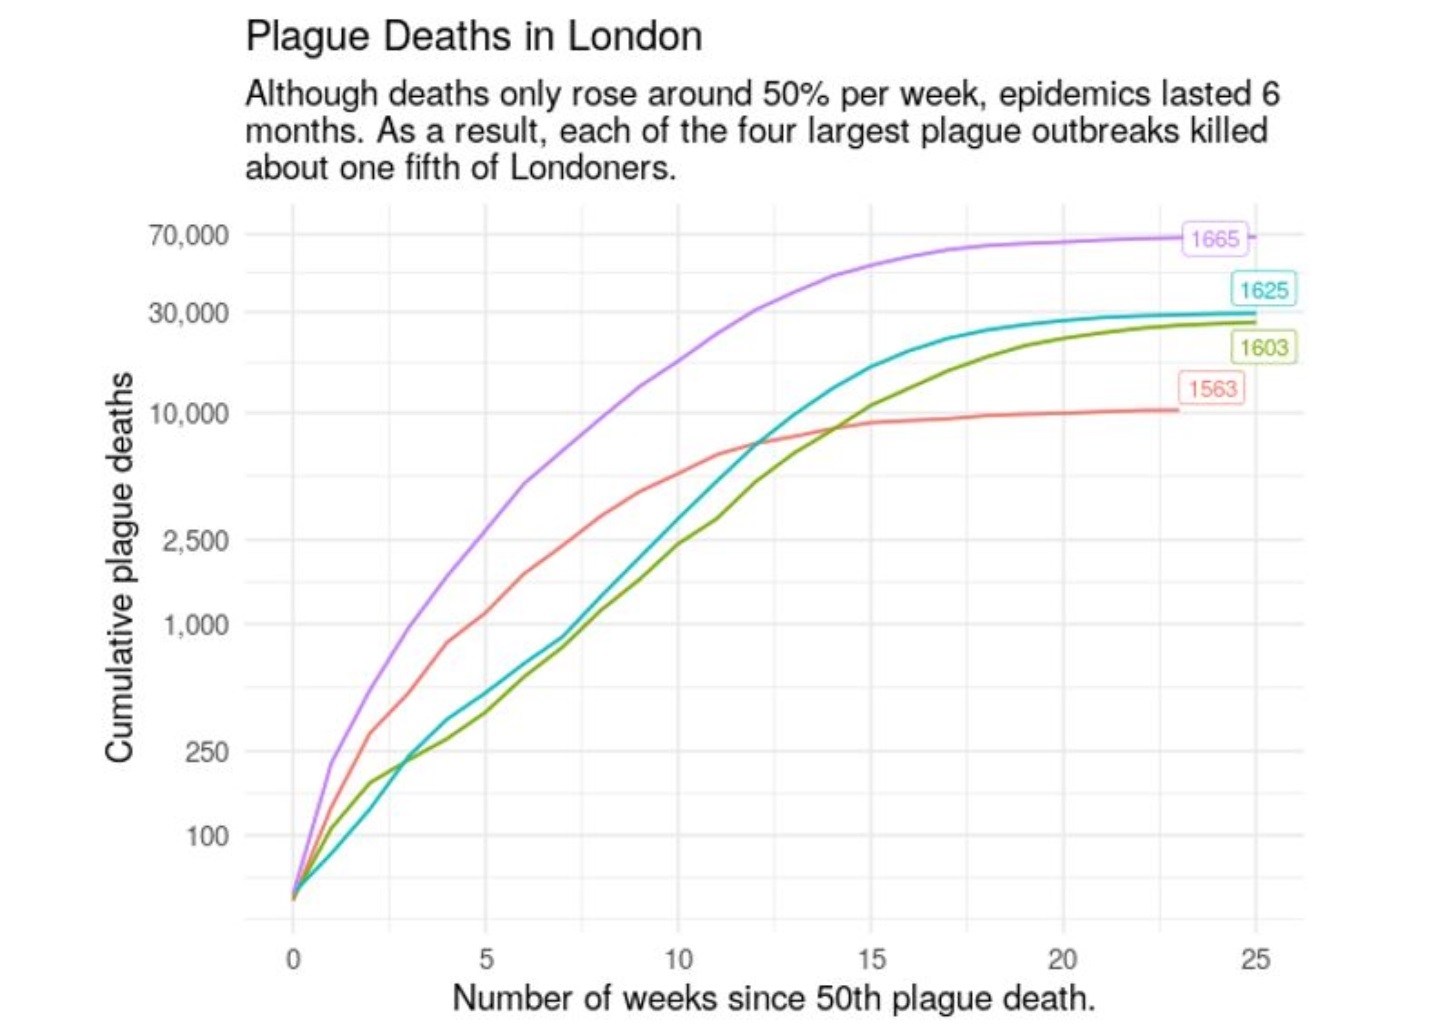 Plague Deaths in London
Although deaths only rose around 50% per week, epidemics lasted 6
months. As a result, each of the four largest plague outbreaks killed
about one fifth of Londoners.
70,000
30,000
10,000
2,500
1,000
250
100
Cumulative plague deaths
1665
1625
1603
1563
0 5 10 15 20 25
Number of weeks since 50th plague death.